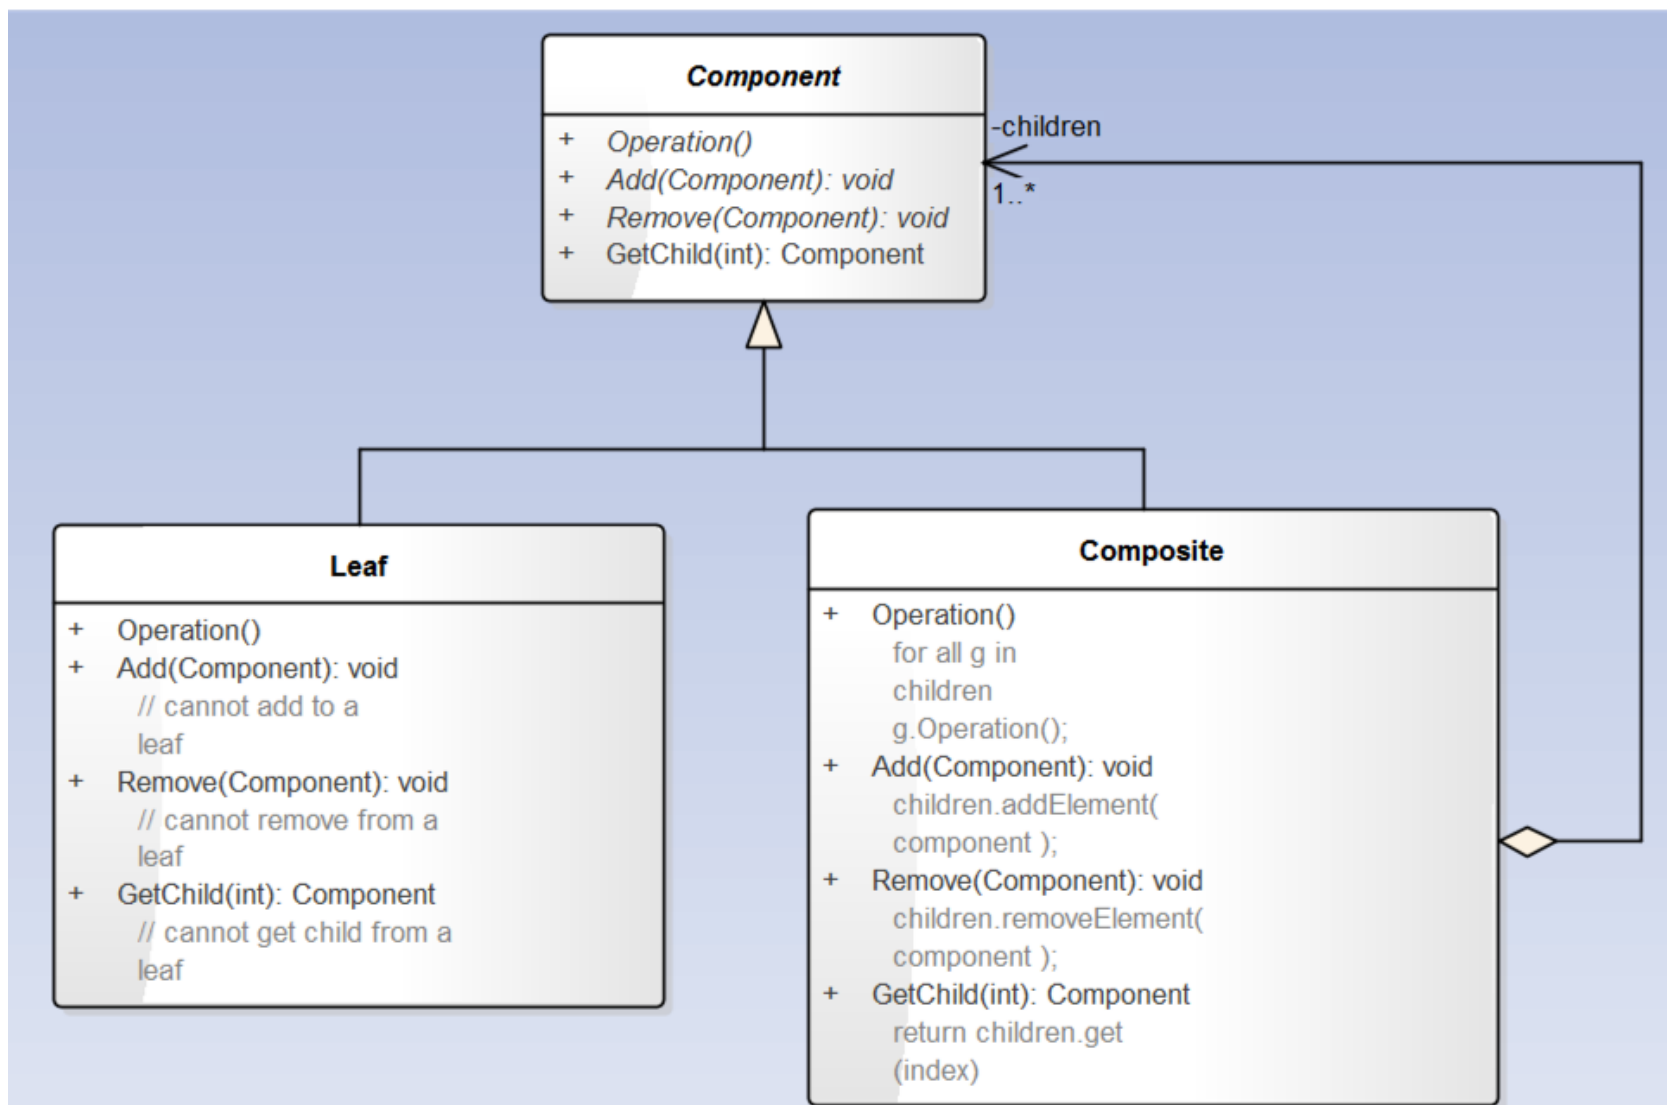 Component
+ Operation()
+ Add(Component): void
+ Remove(Component): void
+ GetChild(int): Component
-children
1..*
Leaf
+ Operation()
+ Add(Component): void
// cannot add to a
leaf
+ Remove(Component): void
// cannot remove from a
leaf
+ GetChild(int): Component
// cannot get child from a
leaf
Composite
+ Operation()
for all g in
children
g.Operation();
+ Add(Component): void
children.addElement(
component );
+ Remove(Component): void
children.removeElement(
component );
+ GetChild(int): Component
return children.get
(index)